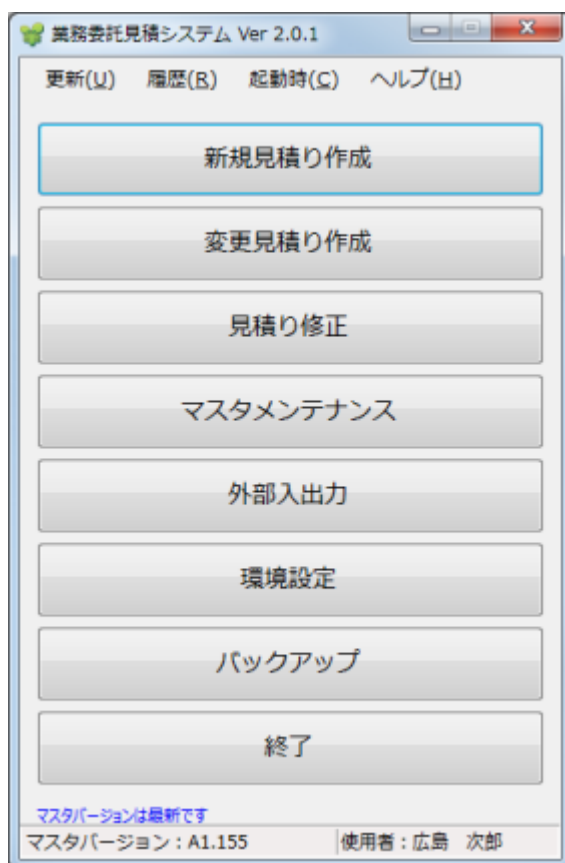 業務委託見積システム Ver 2.0.1
更新(U) 履歴(R) 起動時(C) ヘルプ(H)
新規見積り作成
変更見積り作成
見積り修正
マスタメンテナンス
外部入出力
環境設定
バックアップ
終了
マスタバージョンは最新です
マスタバージョン：A1.155 使用者：広島　次郎